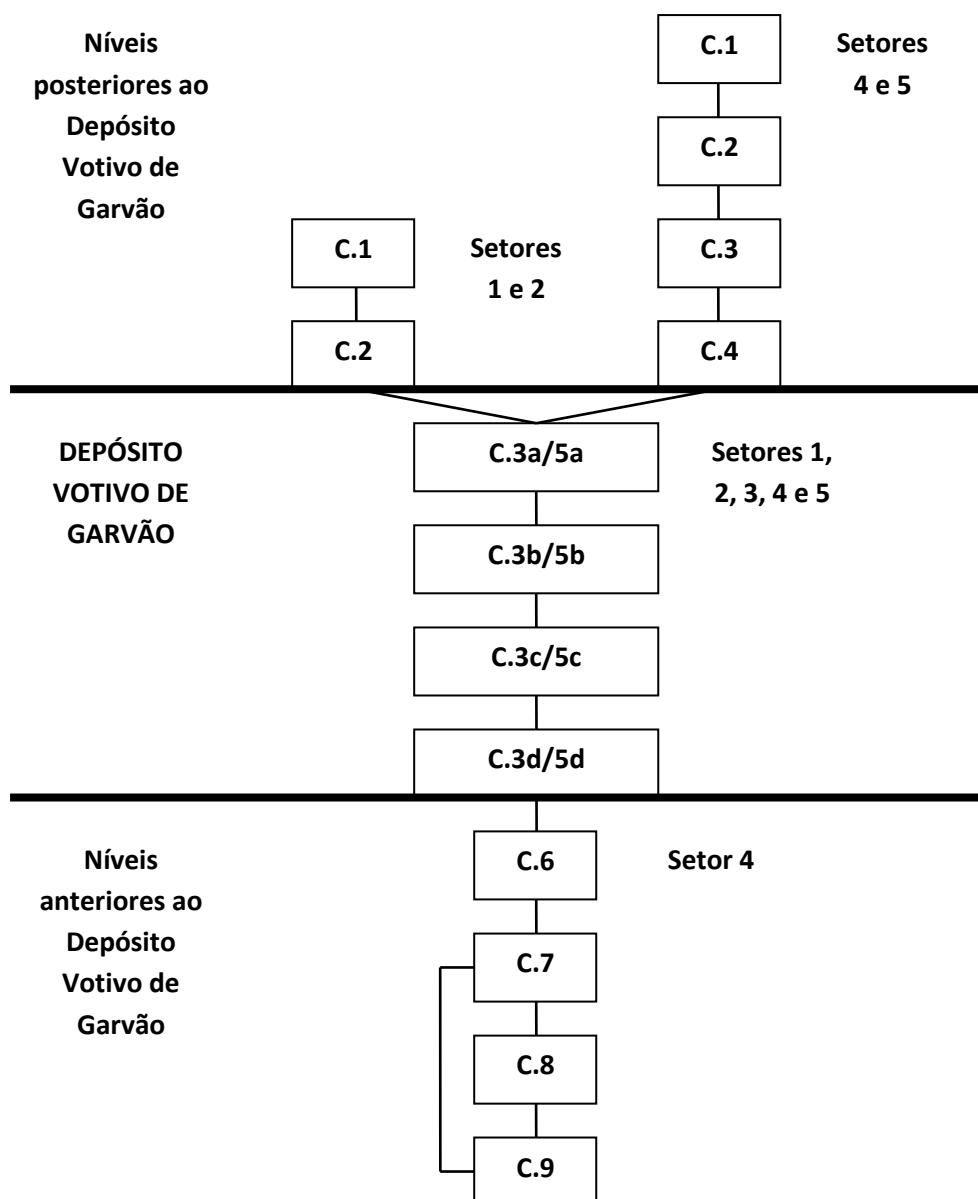 Níveis
posteriores ao
Depósito
Votivo de
Garvão
C.1
Setores
4 e 5
C.2
C.1
Setores
1 e 2
C.3
C.2
C.4
DEPÓSITO
VOTIVO DE
GARVÃO
C.3a/5a
Setores 1,
2, 3, 4 e 5
C.3b/5b
C.3c/5c
C.3d/5d
Níveis
anteriores ao
Depósito
Votivo de
Garvão
C.6
Setor 4
C.7
C.8
C.9